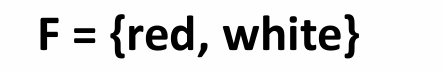 F = {red, white}